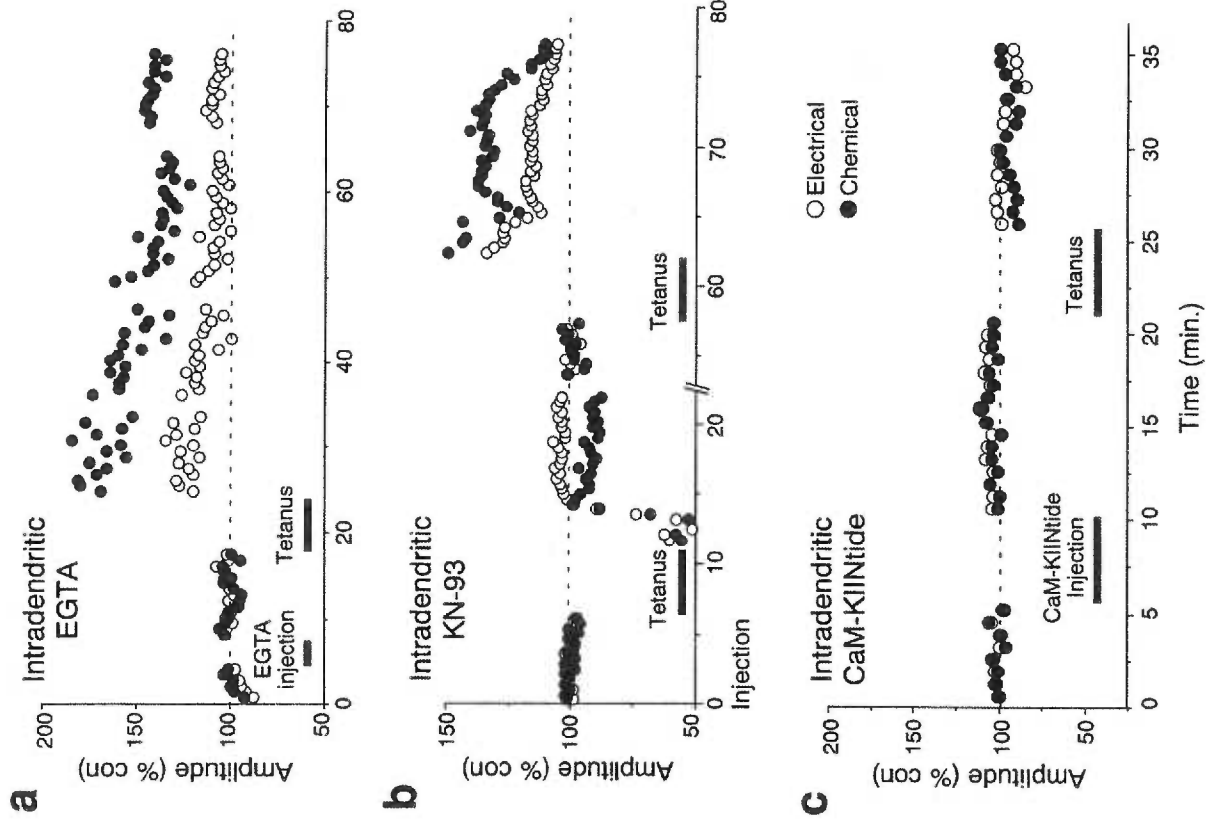 a
Intradendritic
EGTA
200
150
100
50
Amplitude (% con)
EGTA
injection
Tetanus
0
20
40
60
80
b
Intradendritic
KN-93
150
100
50
Amplitude (% con)
Injection
Tetanus
Tetanus
0
10
20
60
70
80
c
Intradendritic
CaM-KIINtide
Electrical
Chemical
200
150
100
50
Amplitude (% con)
CaM-KIINtide
Injection
Tetanus
0
5
10
15
20
25
30
35
Time (min.)